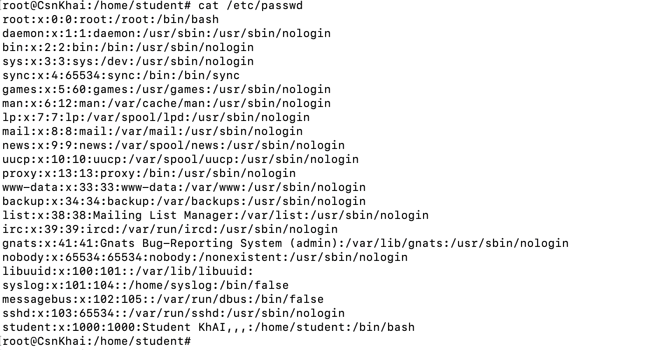 root@CsnKhai:/home/student# cat /etc/passwd
root:x:0:0:root:/root:/bin/bash
daemon:x:1:1:daemon:/usr/sbin:/usr/sbin/nologin
bin:x:2:2:bin:/bin:/usr/sbin/nologin
sys:x:3:3:sys:/dev:/usr/sbin/nologin
sync:x:4:65534:sync:/bin:/bin/sync
games:x:5:60:games:/usr/games:/usr/sbin/nologin
man:x:6:12:man:/var/cache/man:/usr/sbin/nologin
lp:x:7:7:lp:/var/spool/lpd:/usr/sbin/nologin
mail:x:8:8:mail:/var/mail:/usr/sbin/nologin
news:x:9:9:news:/var/spool/news:/usr/sbin/nologin
uucp:x:10:10:uucp:/var/spool/uucp:/usr/sbin/nologin
proxy:x:13:13:proxy:/bin:/usr/sbin/nologin
www-data:x:33:33:www-data:/var/www:/usr/sbin/nologin
backup:x:34:34:backup:/var/backups:/usr/sbin/nologin
list:x:38:38:Mailing List Manager:/var/list:/usr/sbin/nologin
irc:x:39:39:ircd:/var/run/ircd:/usr/sbin/nologin
gnats:x:41:41:Gnats Bug-Reporting System (admin):/var/lib/gnats:/usr/sbin/nologin
nobody:x:65534:65534:nobody:/nonexistent:/usr/sbin/nologin
libuuid:x:100:101::/var/lib/libuuid:
syslog:x:101:104::/home/syslog:/bin/false
messagebus:x:102:105::/var/run/dbus:/bin/false
sshd:x:103:65534::/var/run/sshd:/usr/sbin/nologin
student:x:1000:1000:Student KhAI,,,:/home/student:/bin/bash
root@CsnKhai:/home/student#